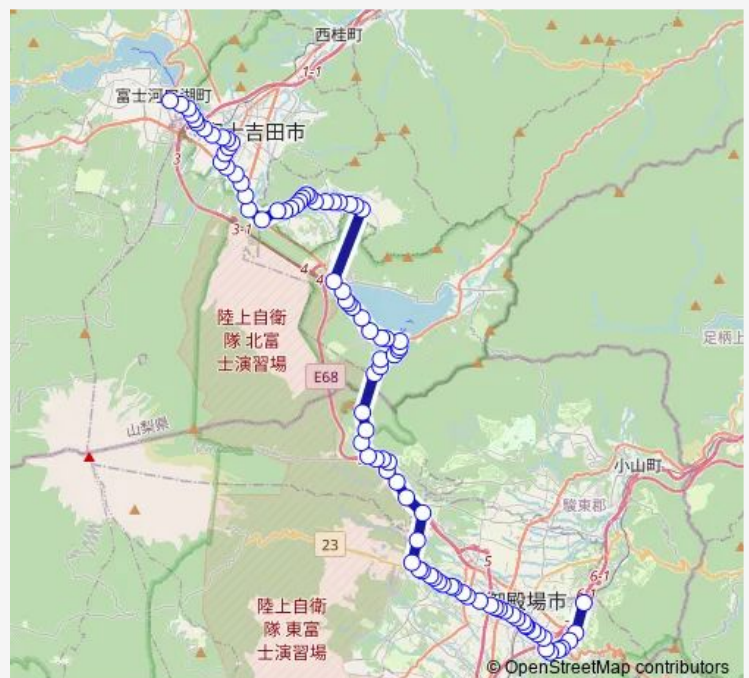 西桂町
1-1
富士河口湖町
士吉田市
3
3-1
4
4
陸上自衛
隊 北富
士演習場
E68
足柄上
山梨県
小山町
駿東郡
23
5
6-1
御殿場市
陸上自衛
隊 東富
士演習場
© OpenStreetMap contributors